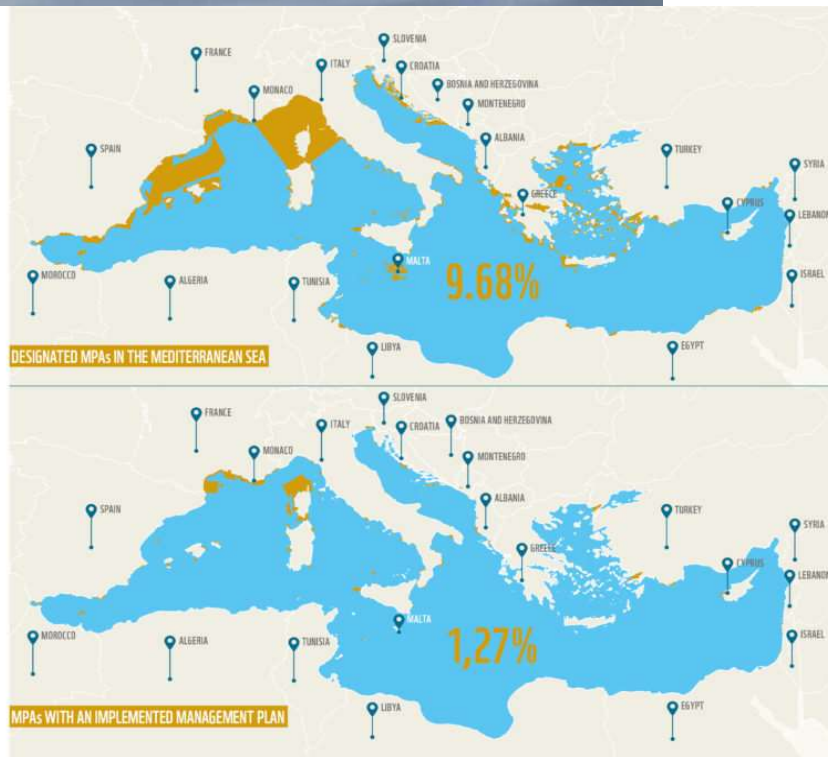 SLOVENIA
FRANCE
ITALY
CROATIA
BOSNIA AND HERZEGOVINA
MONACO
MONTENEGRO
ALBANIA
SPAIN
TURKEY
SYRIA
GREECE
CYPRUS
LEBANON
MALTA
MOROCCO
ALGERIA
TUNISIA
9.68%
ISRAEL
LIBYA
EGYPT
DESIGNATED MPAs IN THE MEDITERRANEAN SEA
SLOVENIA
FRANCE
ITALY
CROATIA
BOSNIA AND HERZEGOVINA
MONACO
MONTENEGRO
ALBANIA
SPAIN
TURKEY
SYRIA
GREECE
CYPRUS
LEBANON
MALTA
MOROCCO
ALGERIA
TUNISIA
1,27%
ISRAEL
LIBYA
EGYPT
MPAs WITH AN IMPLEMENTED MANAGEMENT PLAN